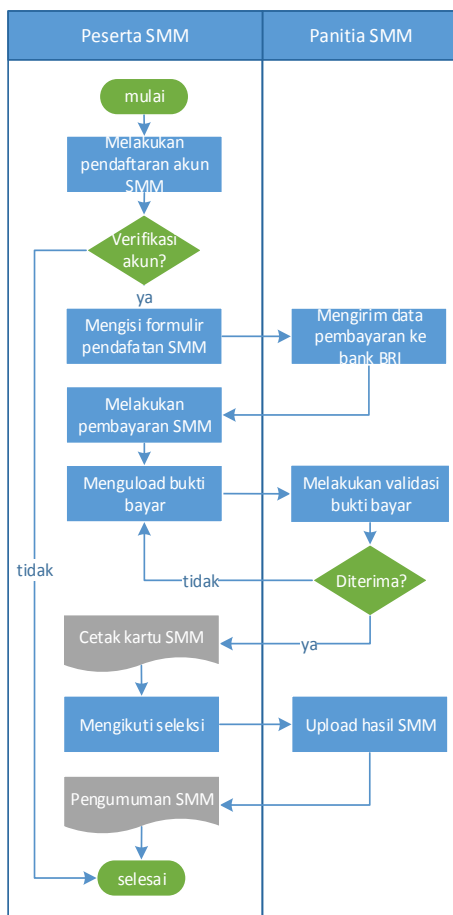 Peserta SMM
Panitia SMM
mulai
Melakukan
pendaftaran akun
SMM
Verifikasi
akun?
ya
Mengisi formulir
pendafatan SMM
Mengirim data
pembayaran ke
bank BRI
Melakukan
pembayaran SMM
Menguload bukti
bayar
Melakukan validasi
bukti bayar
tidak
tidak
Diterima?
Cetak kartu SMM
ya
Mengikuti seleksi
Upload hasil SMM
Pengumuman SMM
selesai